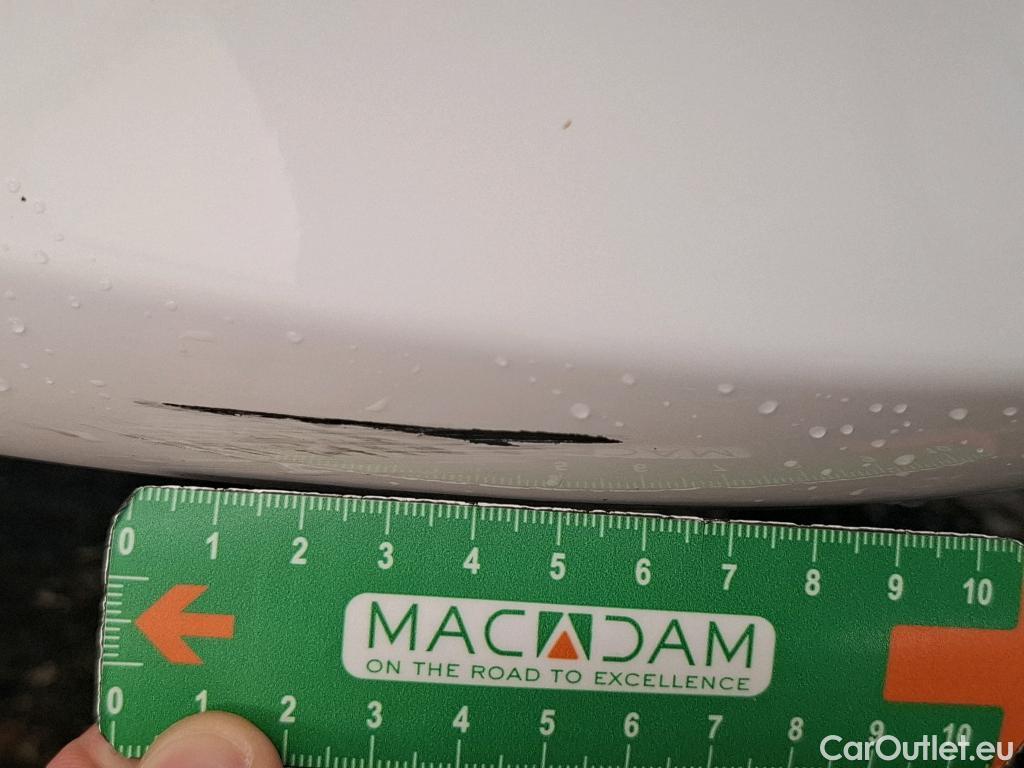 0 1 2 3 4 5 6 7 8 9 10
MACADAM
ON THE ROAD TO EXCELLENCE
0 1 2 3 4 5 6 7 8 9 10
CarOutlet.eu